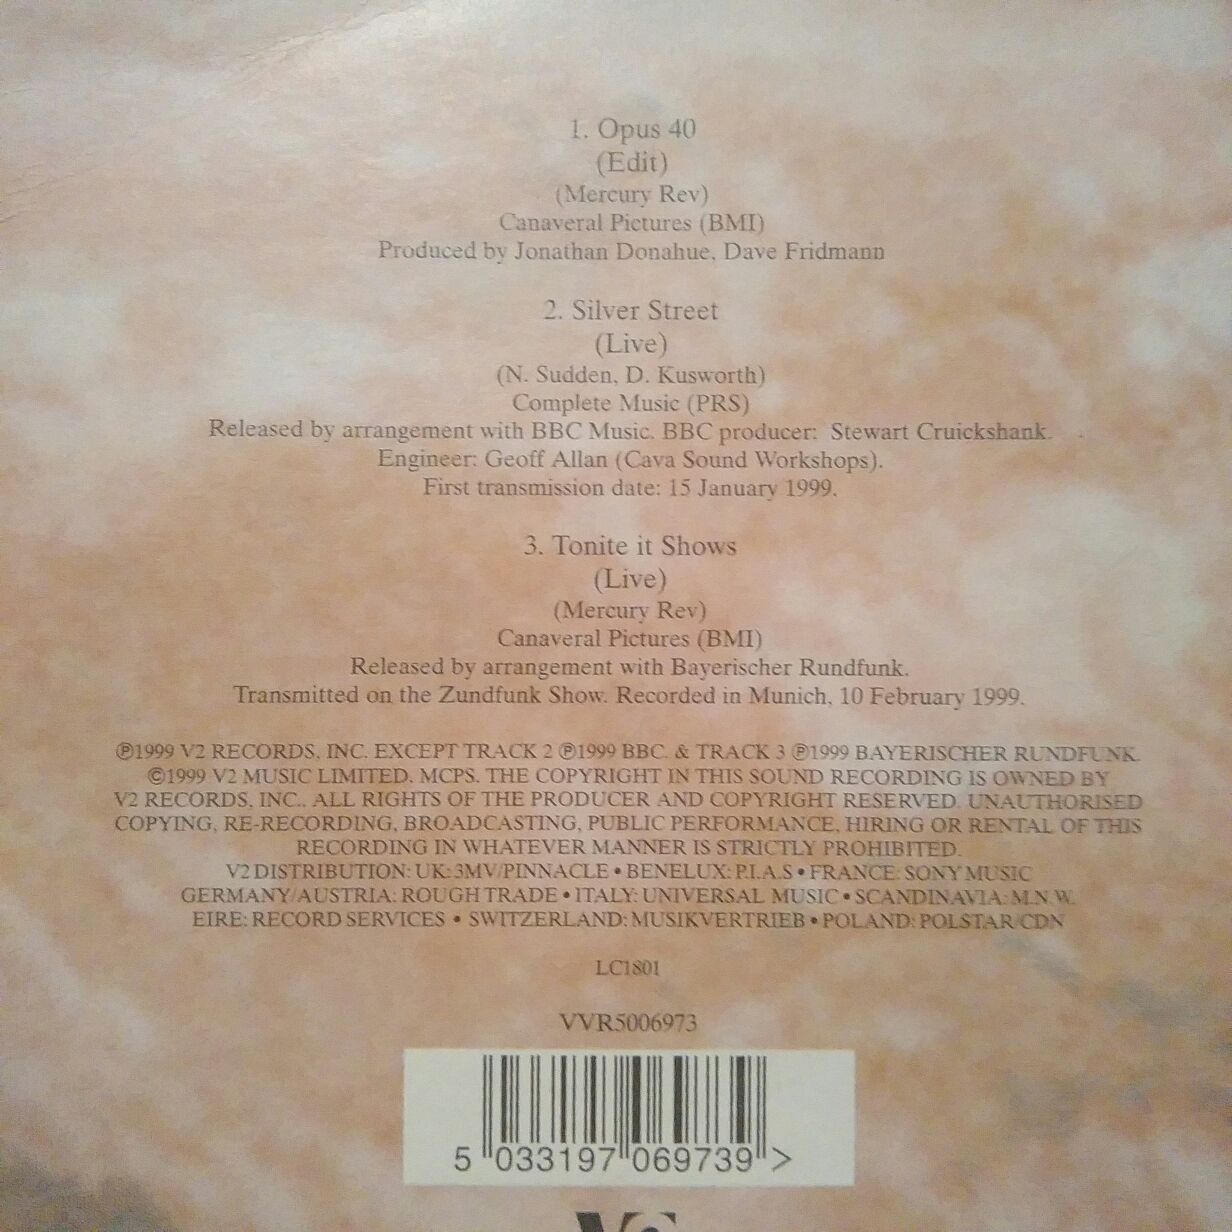 1. Opus 40
(Edit)
(Mercury Rev)
Canaveral Pictures (BMI)
Produced by Jonathan Donahue, Dave Fridmann
2. Silver Street
(Live)
(N. Sudden, D. Kusworth)
Complete Music (PRS)
Released by arrangement with BBC Music. BBC producer: Stewart Cruickshank.
Engineer: Geoff Allan (Cava Sound Workshops).
First transmission date: 15 January 1999.
3. Tonite it Shows
(Live)
(Mercury Rev)
Canaveral Pictures (BMI)
Released by arrangement with Bayerischer Rundfunk.
Transmitted on the Zundfunk Show. Recorded in Munich, 10 February 1999.
℗1999 V2 RECORDS, INC. EXCEPT TRACK 2 ℗1999 BBC. & TRACK 3 ℗1999 BAYERISCHER RUNDFUNK.
©1999 V2 MUSIC LIMITED. MCPS. THE COPYRIGHT IN THIS SOUND RECORDING IS OWNED BY
V2 RECORDS, INC.. ALL RIGHTS OF THE PRODUCER AND COPYRIGHT RESERVED. UNAUTHORISED
COPYING, RE-RECORDING, BROADCASTING, PUBLIC PERFORMANCE, HIRING OR RENTAL OF THIS
RECORDING IN WHATEVER MANNER IS STRICTLY PROHIBITED.
V2 DISTRIBUTION: UK: 3MV/PINNACLE • BENELUX: P.I.A.S • FRANCE: SONY MUSIC
GERMANY/AUSTRIA: ROUGH TRADE • ITALY: UNIVERSAL MUSIC • SCANDINAVIA: M.N.W.
EIRE: RECORD SERVICES • SWITZERLAND: MUSIKVERTRIEB • POLAND: POLSTAR/CDN
LC1801
VVR5006973
5 033197 069739 >
V2